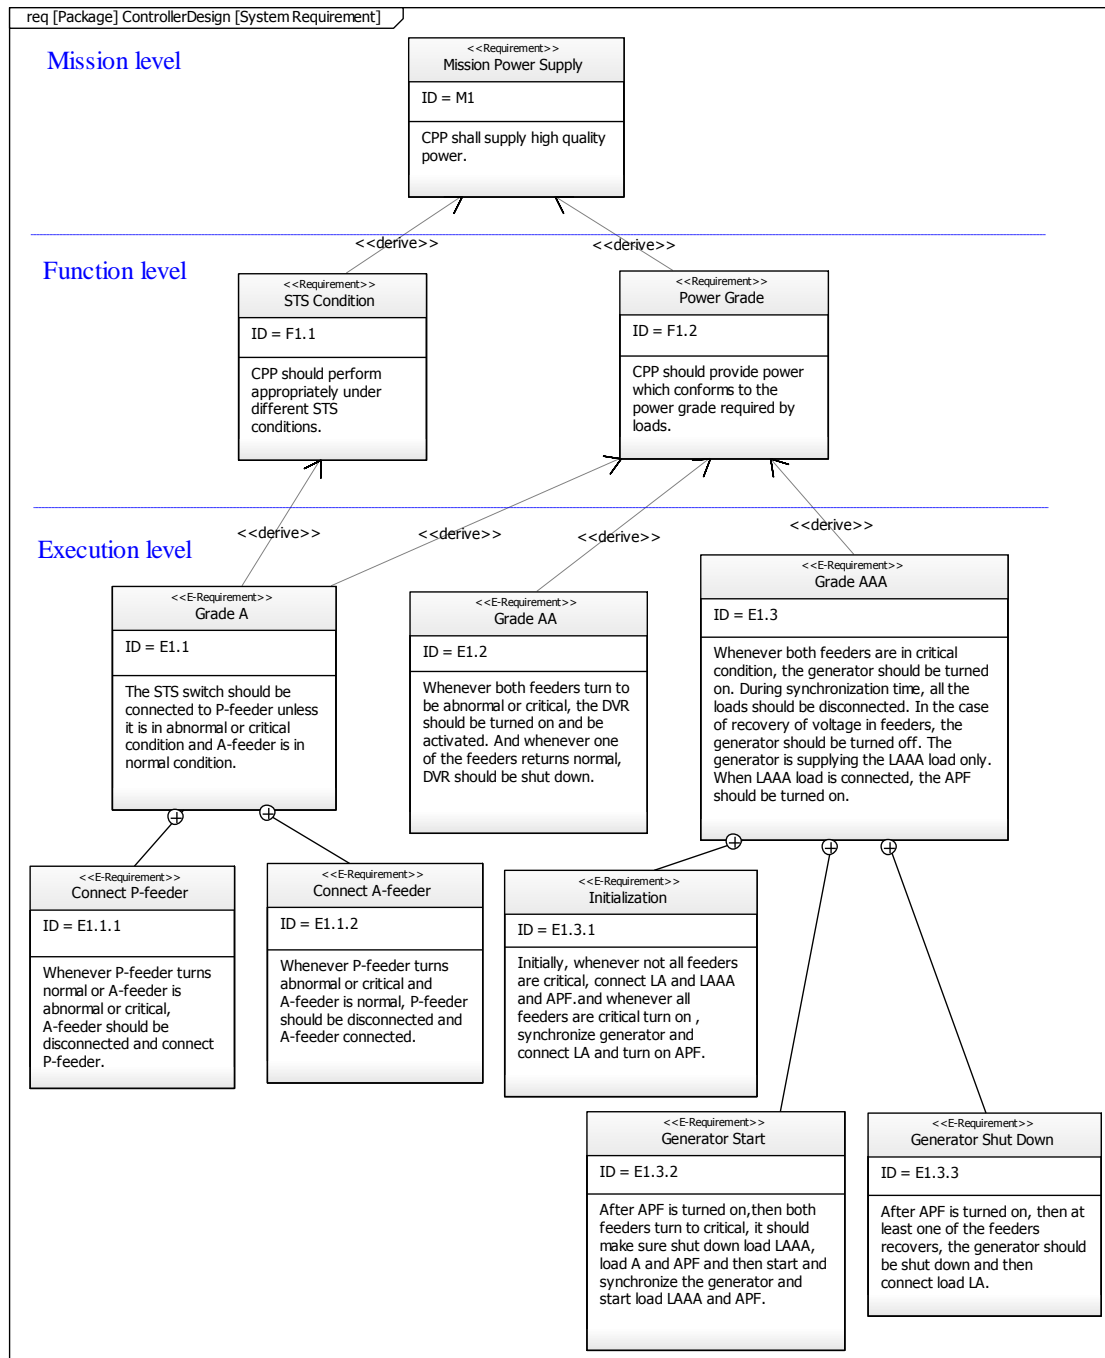 req [Package] ControllerDesign [System Requirement]
Mission level
<<Requirement>>
Mission Power Supply
ID = M1
CPP shall supply high quality
power.
<<derive>>
<<derive>>
Function level
<<Requirement>>
STS Condition
ID = F1.1
CPP should perform
appropriately under
different STS
conditions.
<<Requirement>>
Power Grade
ID = F1.2
CPP should provide power
which conforms to the
power grade required by
loads.
<<derive>>
<<derive>>
<<derive>>
<<derive>>
Execution level
<<E-Requirement>>
Grade A
ID = E1.1
The STS switch should be
connected to P-feeder unless
it is in abnormal or critical
condition and A-feeder is in
normal condition.
<<E-Requirement>>
Grade AA
ID = E1.2
Whenever both feeders turn to
be abnormal or critical, the DVR
should be turned on and be
activated. And whenever one
of the feeders returns normal,
DVR should be shut down.
<<E-Requirement>>
Grade AAA
ID = E1.3
Whenever both feeders are in critical
condition, the generator should be turned
on. During synchronization time, all the
loads should be disconnected. In the case
of recovery of voltage in feeders, the
generator should be turned off. The
generator is supplying the LAAA load only.
When LAAA load is connected, the APF
should be turned on.
<<E-Requirement>>
Connect P-feeder
ID = E1.1.1
Whenever P-feeder turns
normal or A-feeder is
abnormal or critical,
A-feeder should be
disconnected and connect
P-feeder.
<<E-Requirement>>
Connect A-feeder
ID = E1.1.2
Whenever P-feeder turns
abnormal or critical and
A-feeder is normal, P-feeder
should be disconnected and
A-feeder connected.
<<E-Requirement>>
Initialization
ID = E1.3.1
Initially, whenever not all feeders
are critical, connect LA and LAAA
and APF.and whenever all
feeders are critical turn on ,
synchronize generator and
connect LA and turn on APF.
<<E-Requirement>>
Generator Start
ID = E1.3.2
After APF is turned on,then both
feeders turn to critical, it should
make sure shut down load LAAA,
load A and APF and then start and
synchronize the generator and
start load LAAA and APF.
<<E-Requirement>>
Generator Shut Down
ID = E1.3.3
After APF is turned on, then at
least one of the feeders
recovers, the generator should
be shut down and then
connect load LA.